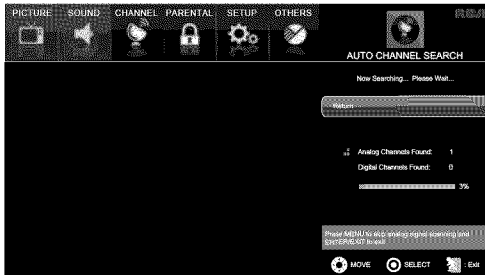 PICTURE SOUND CHANNEL PARENTAL SETUP OTHERS
AUTO CHANNEL SEARCH
Now Searching... Please Wait...
Return
Analog Channels Found: 1
Digital Channels Found: 0
3%
Press MENU to skip analog signal scanning and
ENTER/EXIT to exit
MOVE SELECT : Exit